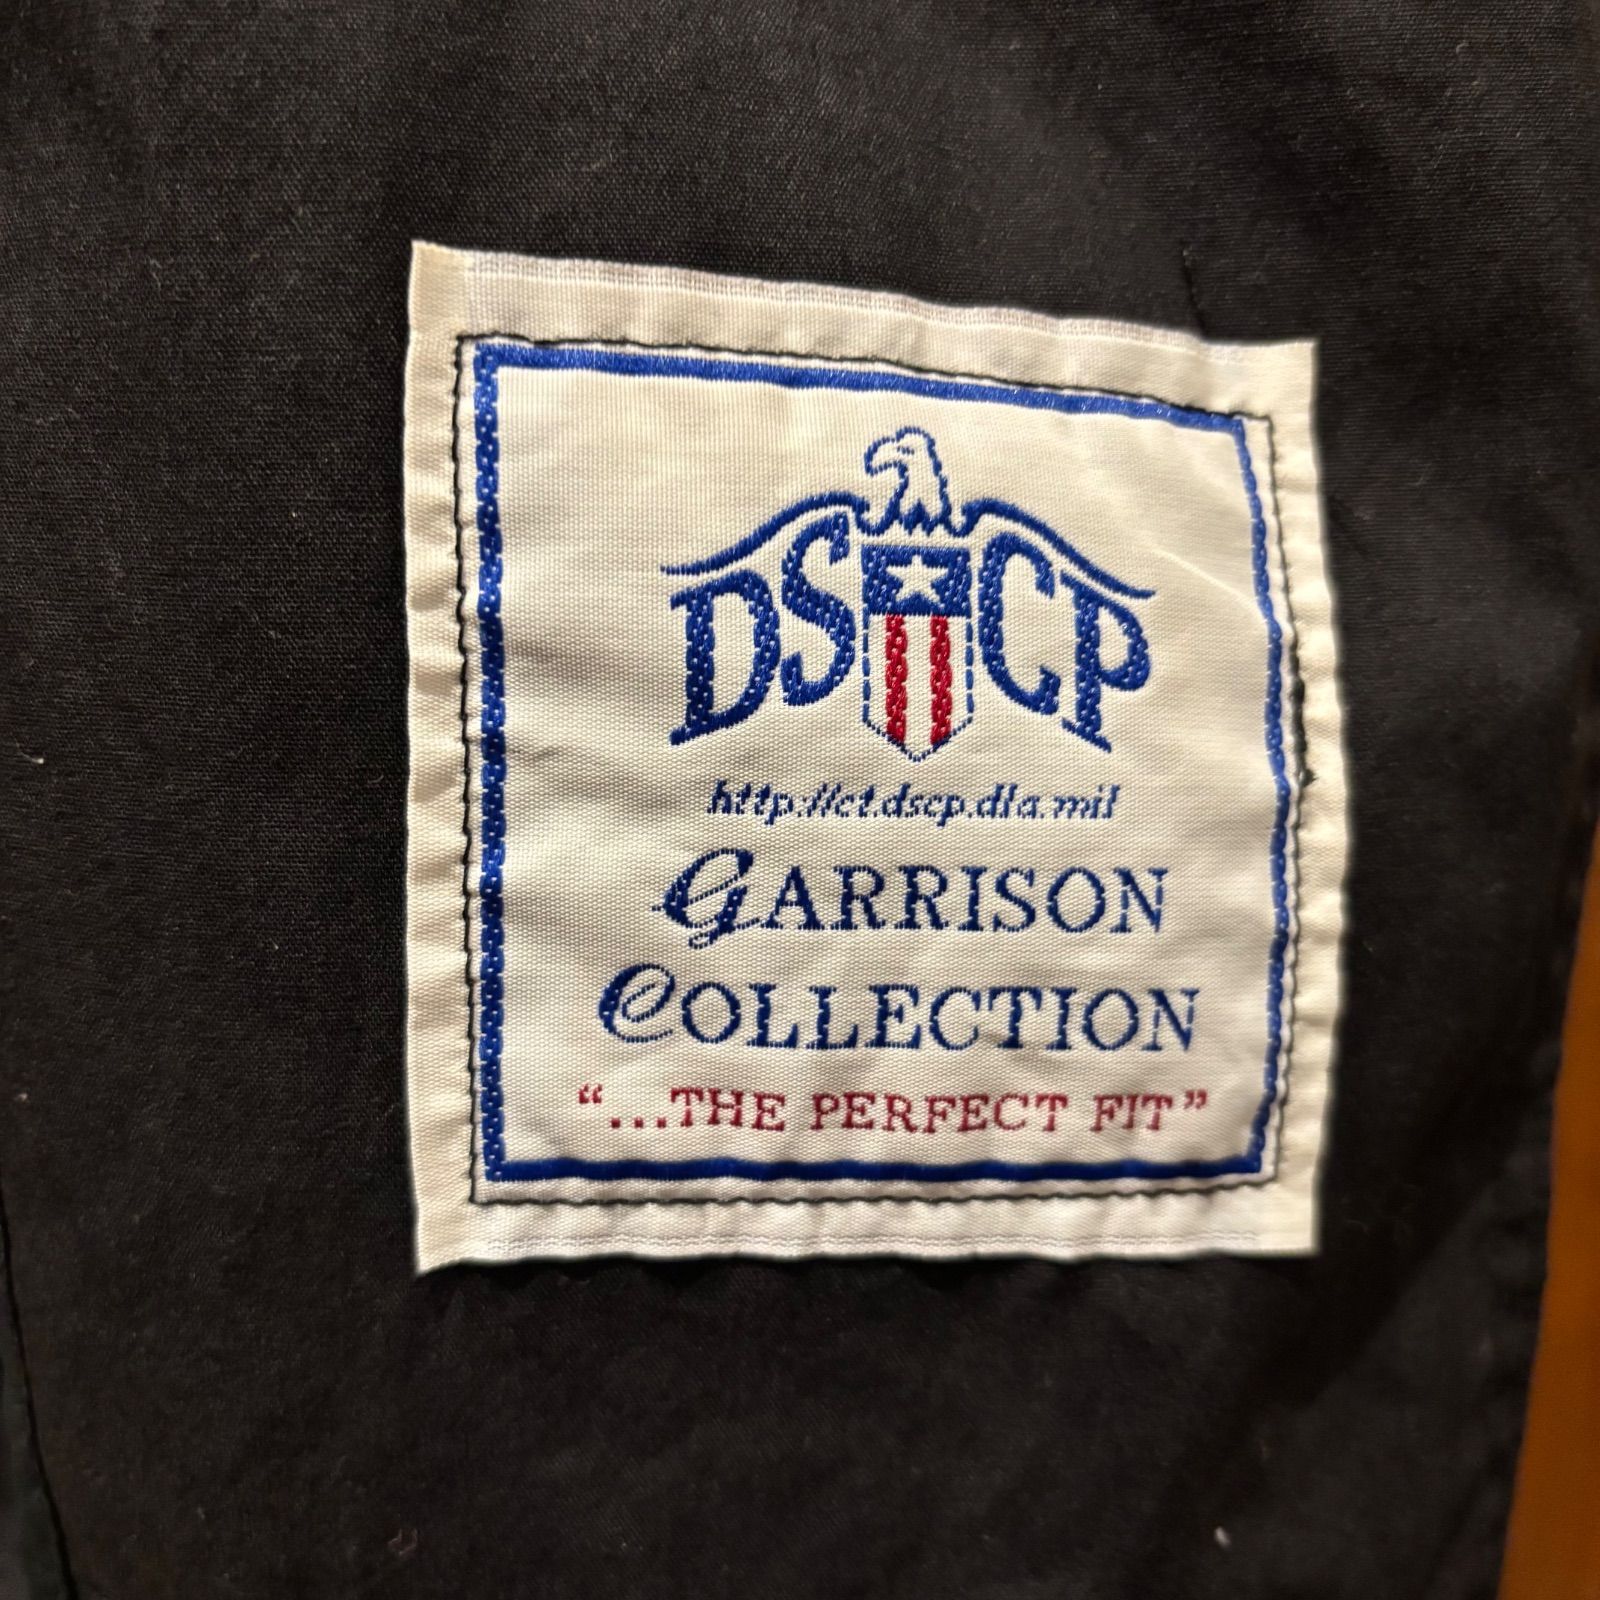 DSCP
http://ct.dscp.dla.mil
GARRISON
COLLECTION
"...THE PERFECT FIT"